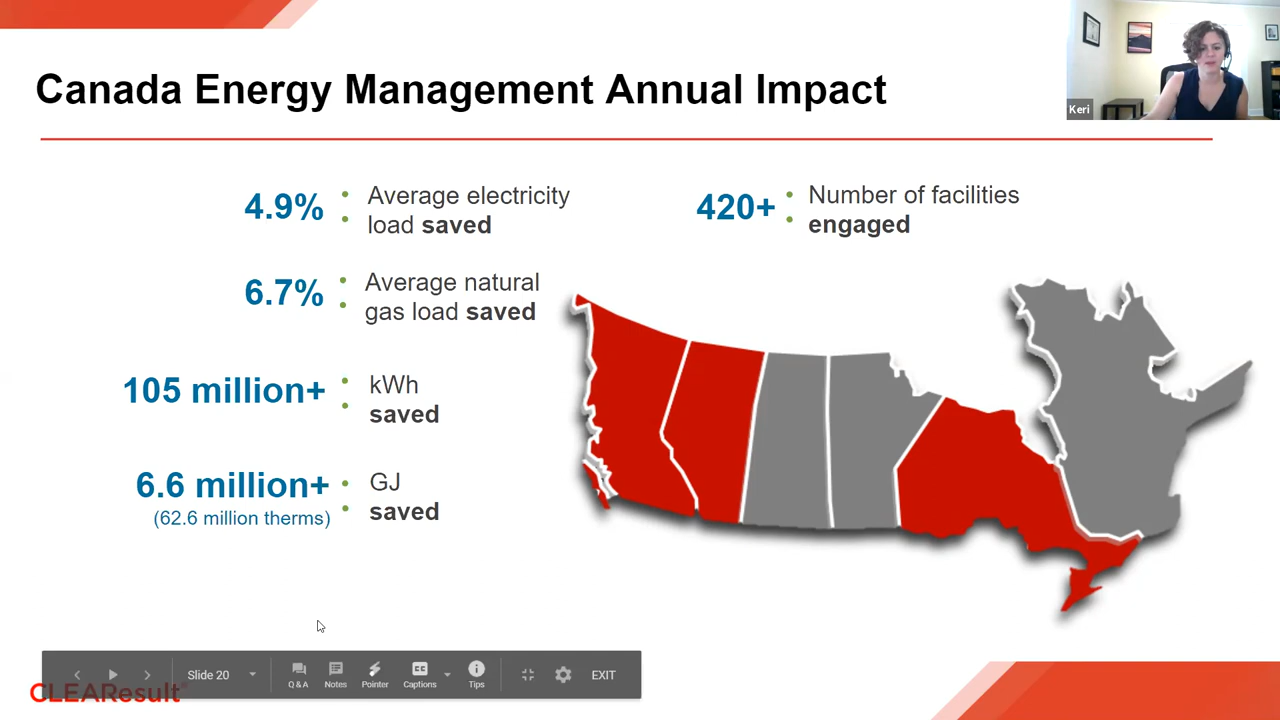 Canada Energy Management Annual Impact
Keri
4.9%
• Average electricity
• load saved
420+
• Number of facilities
• engaged
6.7%
• Average natural
• gas load saved
105 million+
• kWh
• saved
6.6 million+
(62.6 million therms)
• GJ
• saved
Slide 20
Q & A
Notes
Pointer
Captions
Tips
EXIT
CLEAResult®